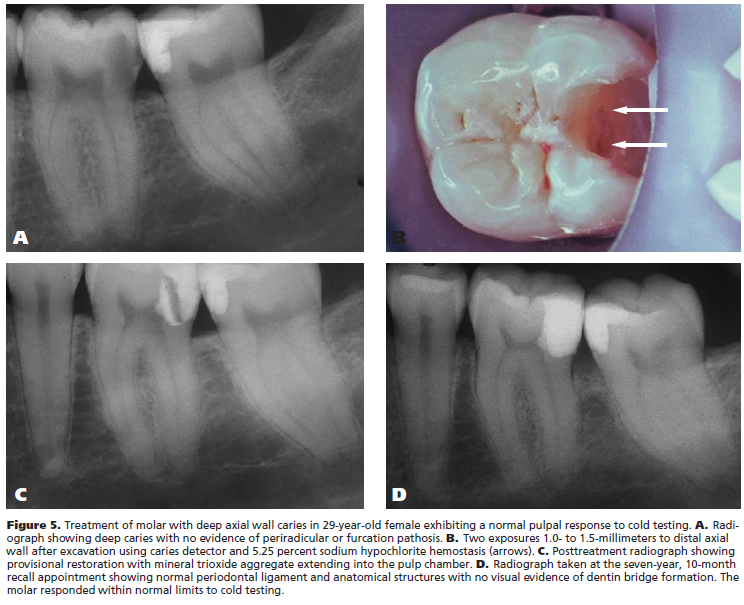 A
B
C
D
Figure 5. Treatment of molar with deep axial wall caries in 29-year-old female exhibiting a normal pulpal response to cold testing. A. Radi-
ograph showing deep caries with no evidence of periradicular or furcation pathosis. B. Two exposures 1.0- to 1.5-millimeters to distal axial
wall after excavation using caries detector and 5.25 percent sodium hypochlorite hemostasis (arrows). C. Posttreatment radiograph showing
provisional restoration with mineral trioxide aggregate extending into the pulp chamber. D. Radiograph taken at the seven-year, 10-month
recall appointment showing normal periodontal ligament and anatomical structures with no visual evidence of dentin bridge formation. The
molar responded within normal limits to cold testing.